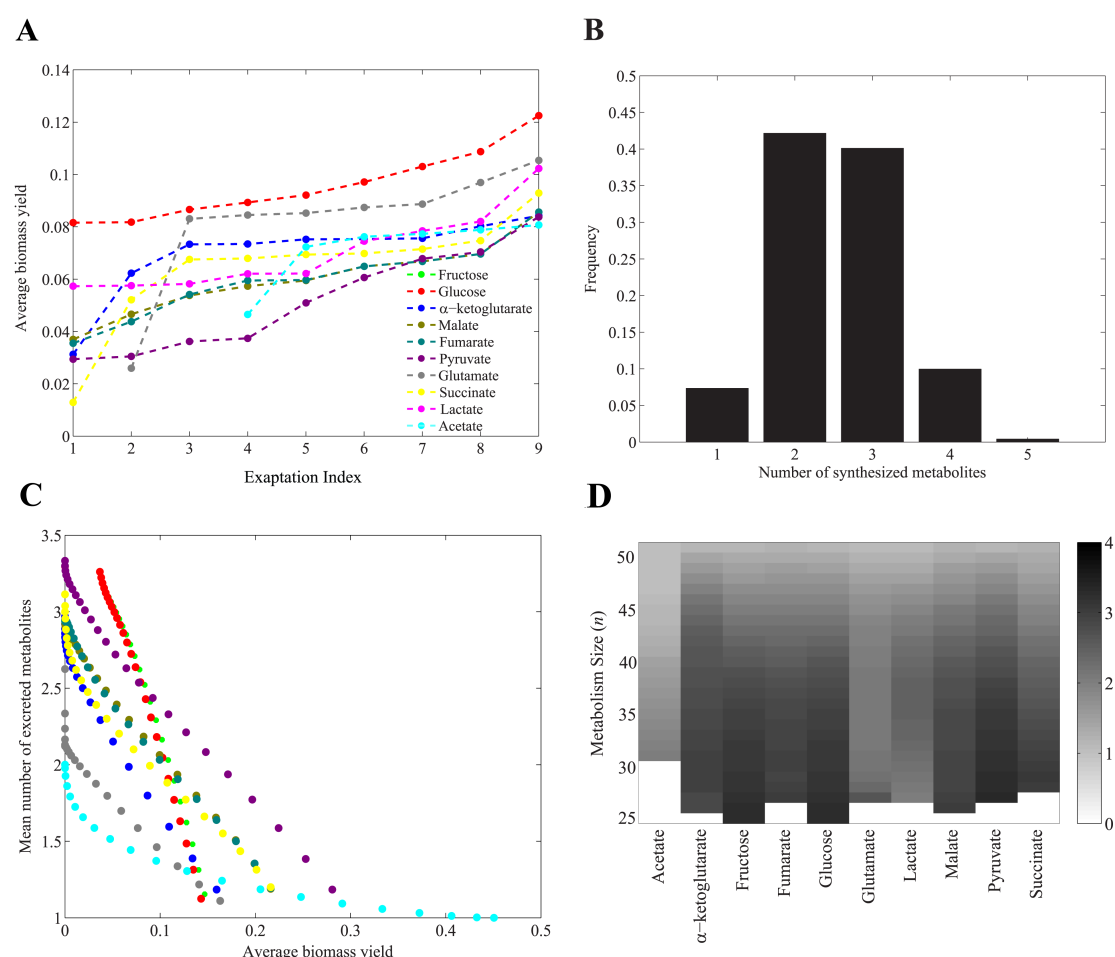 A
0.14
0.12
0.1
0.08
0.06
0.04
0.02
0
Average biomass yield
1 2 3 4 5 6 7 8 9
Exaptation Index
Fructose
Glucose
α−ketoglutarate
Malate
Fumarate
Pyruvate
Glutamate
Succinate
Lactate
Acetate
B
0.5
0.45
0.4
0.35
0.3
0.25
0.2
0.15
0.1
0.05
0
Frequency
1 2 3 4 5
Number of synthesized metabolites
C
3.5
3
2.5
2
1.5
1
Mean number of excreted metabolites
0 0.1 0.2 0.3 0.4 0.5
Average biomass yield
D
50
45
40
35
30
25
Metabolism Size (n)
Acetate
α-ketoglutarate
Fructose
Fumarate
Glucose
Glutamate
Lactate
Malate
Pyruvate
Succinate
4
3
2
1
0